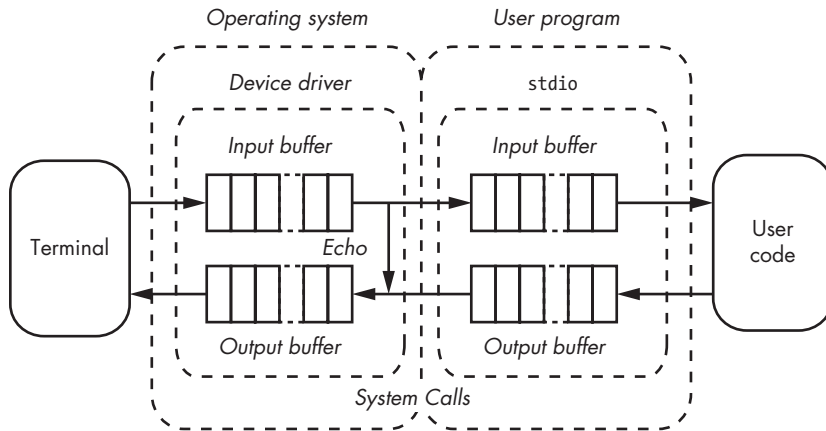 Operating system
User program
Device driver
stdio
Input buffer
Input buffer
Terminal
Echo
User
code
Output buffer
Output buffer
System Calls